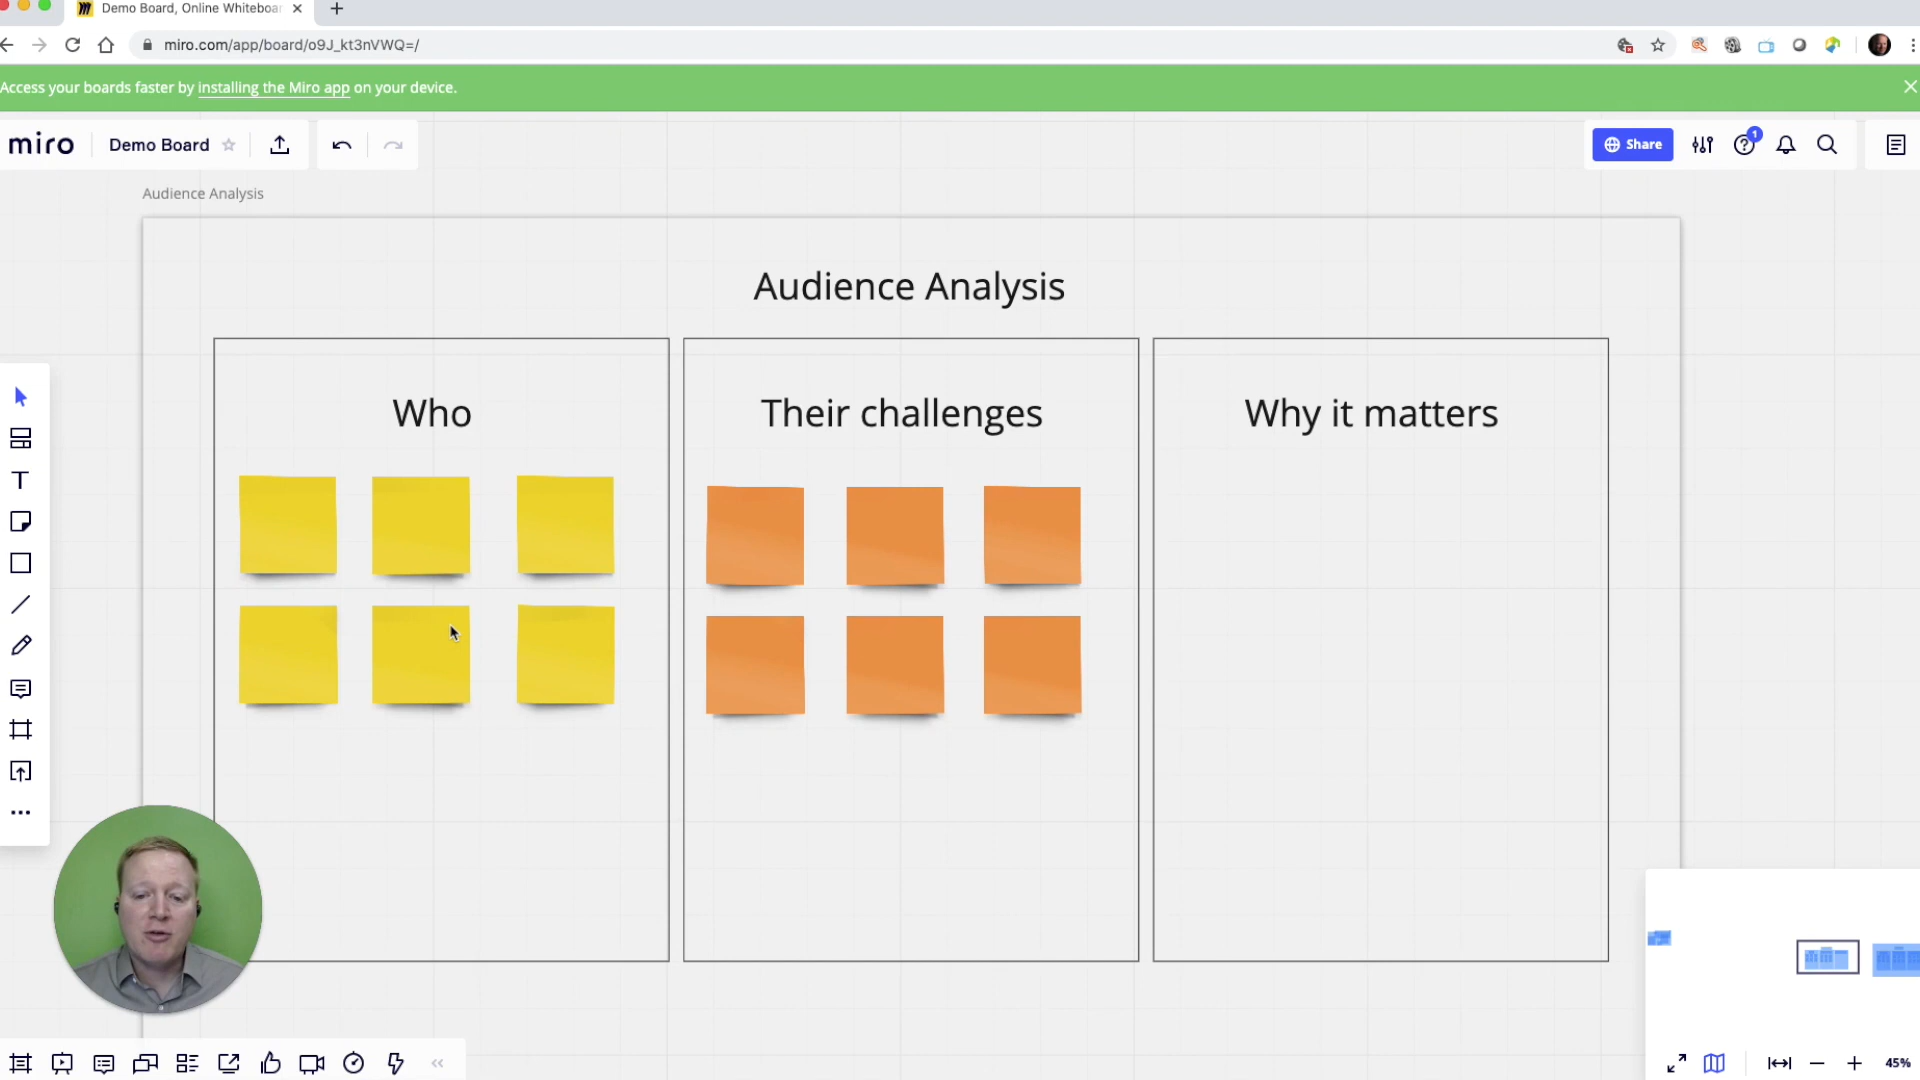 Demo Board, Online Whiteboa
miro.com/app/board/o9J_kt3nVWQ=/
Access your boards faster by installing the Miro app on your device.
miro
Demo Board
Share
1
Audience Analysis
Audience Analysis
Who
Their challenges
Why it matters
T
45%